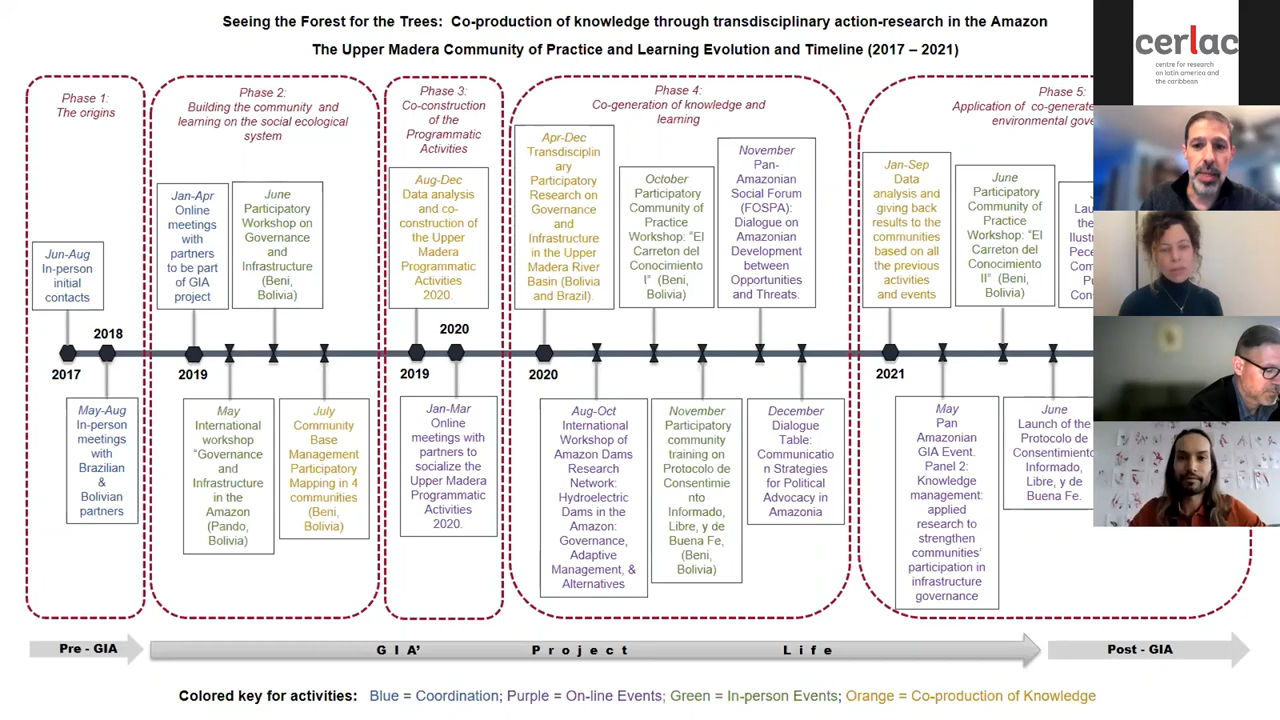 Seeing the Forest for the Trees: Co-production of knowledge through transdisciplinary action-research in the Amazon
The Upper Madera Community of Practice and Learning Evolution and Timeline (2017 – 2021)
cerlac
centre for research
on latin america and
the caribbean
Phase 1:
The origins
Jun-Aug
In-person
initial
contacts
2017
2018
May-Aug
In-person
meetings
with
Brazilian
&
Bolivian
partners
Phase 2:
Building the community and
learning on the social ecological
system
Jan-Apr
Online
meetings
with
partners
to be part
of GIA
project
June
Participatory
Workshop on
Governance
and
Infrastructure
(Beni,
Bolivia)
2019
May
International
workshop
“Governance
and
Infrastructure
in the
Amazon
(Pando,
Bolivia)
July
Community
Base
Management
Participatory
Mapping in 4
communities
(Beni,
Bolivia)
Phase 3:
Co-construction
of the
Programmatic
Activities
Aug-Dec
Data analysis
and co-
construction of
the Upper
Madera
Programmatic
Activities
2020.
2019
2020
Jan-Mar
Online
meetings with
partners to
socialize the
Upper Madera
Programmatic
Activities
2020.
Phase 4:
Co-generation of knowledge and
learning
Apr-Dec
Transdisciplin
ary
Participatory
Research on
Governance
and
Infrastructure
in the Upper
Madera River
Basin (Bolivia
and Brazil).
October
Participatory
Community of
Practice
Workshop: “El
Carreton del
Conocimiento
I” (Beni,
Bolivia)
November
Pan-
Amazonian
Social Forum
(FOSPA):
Dialogue on
Amazonian
Development
between
Opportunities
and Threats.
2020
Aug-Oct
International
Workshop of
Amazon Dams
Research
Network:
Hydroelectric
Dams in the
Amazon:
Governance,
Adaptive
Management, &
Alternatives
November
Participatory
community
training on
Protocolo de
Consentimie
nto
Informado,
Libre, y de
Buena Fe,
(Beni,
Bolivia)
December
Dialogue
Table:
Communicatio
n Strategies
for Political
Advocacy in
Amazonia
Phase 5:
Application of co-generate
environmental gove
Jan-Sep
Data
analysis and
giving back
results to the
communities
based on all
the previous
activities
and events
June
Participatory
Community of
Practice
Workshop: “El
Carreton del
Conocimiento
II” (Beni,
Bolivia)
J
Lau
the
Illust
Pece
Com
Pu
Cons
2021
May
Pan
Amazonian
GIA Event.
Panel 2:
Knowledge
management:
applied
research to
strengthen
communities’
participation in
infrastructure
governance
June
Launch of the
Protocolo de
Consentimiento
Informado,
Libre, y de
Buena Fe.
Pre - GIA
GIA’ Project Life
Post - GIA
Colored key for activities: Blue = Coordination; Purple = On-line Events; Green = In-person Events; Orange = Co-production of Knowledge